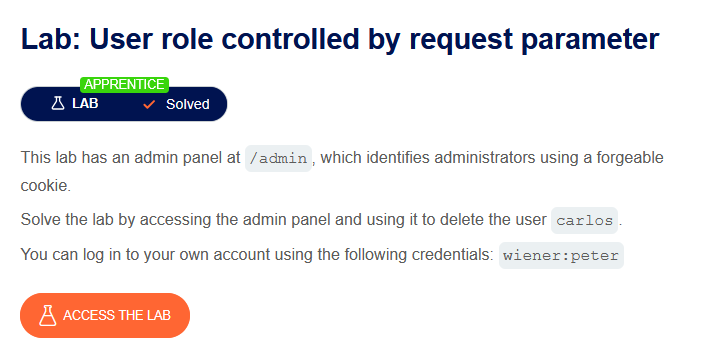 Lab: User role controlled by request parameter
APPRENTICE
LAB Solved
This lab has an admin panel at /admin, which identifies administrators using a forgeable
cookie.
Solve the lab by accessing the admin panel and using it to delete the user carlos.
You can log in to your own account using the following credentials: wiener:peter
ACCESS THE LAB